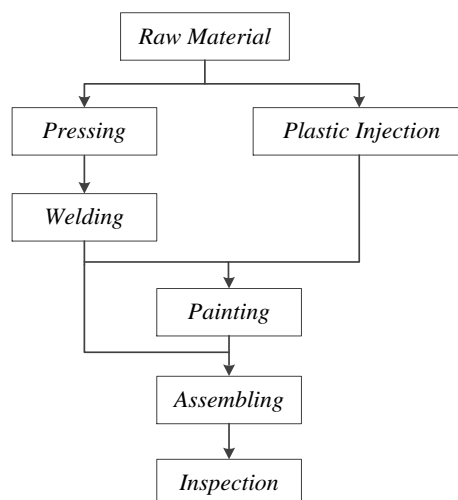 Raw Material
Pressing
Plastic Injection
Welding
Painting
Assembling
Inspection